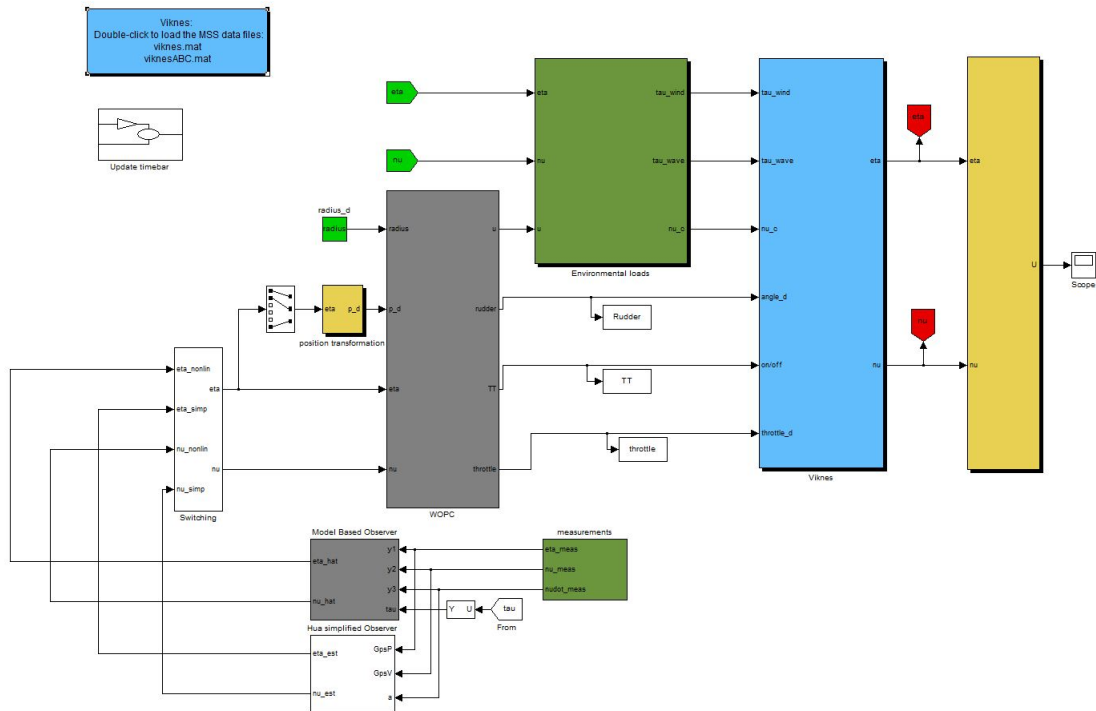 Viknes:
Double-click to load the MSS data files:
viknes.mat
viknesABC.mat
Update timebar
eta
nu
eta
nu
u
tau_wind
tau_wave
nu_c
Environmental loads
tau_wind
tau_wave
nu_c
angle_d
on/off
throttle_d
eta
nu
Viknes
eta
nu
eta
nu
U
Scope
radius_d
radius
radius
p_d
eta
nu
u
rudder
TT
throttle
WOPC
Rudder
TT
throttle
eta
p_d
position transformation
eta_nonlin
eta_simp
nu_nonlin
nu_simp
eta
nu
Switching
Model Based Observer
eta_hat
nu_hat
y1
y2
y3
tau
measurements
eta_meas
nu_meas
nudot_meas
Y
U
tau
From
Hua simplified Observer
eta_est
nu_est
GpsP
GpsV
a